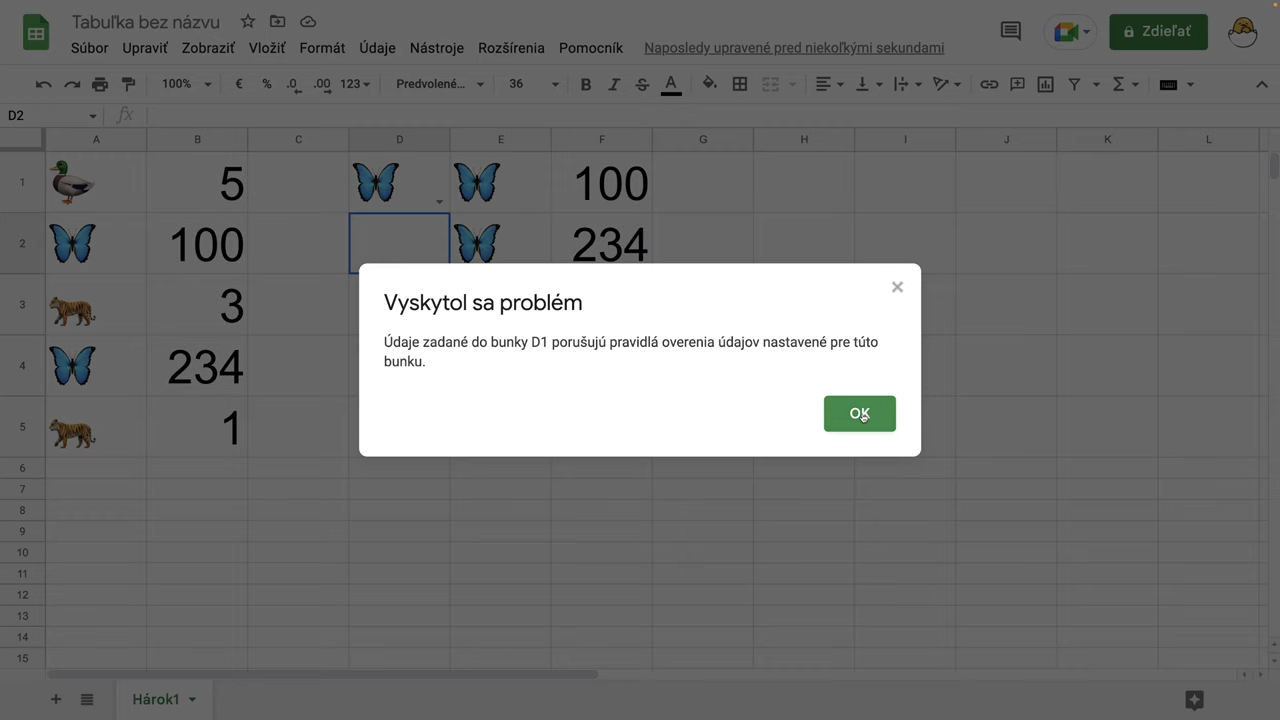 Tabuľka bez názvu
Súbor Upraviť Zobraziť Vložiť Formát Údaje Nástroje Rozšírenia Pomocník Naposledy upravené pred niekoľkými sekundami
Zdieľať
100% € % .0 .00 123 Predvolené... 36 B I S A
D2 fx
A B C D E F G H I J K L
1 5 100
2 100 234
3 3
4 234
5 1
6
7
8
9
10
11
12
13
14
15
Vyskytol sa problém
Údaje zadané do bunky D1 porušujú pravidlá overenia údajov nastavené pre túto
bunku.
OK
Hárok1